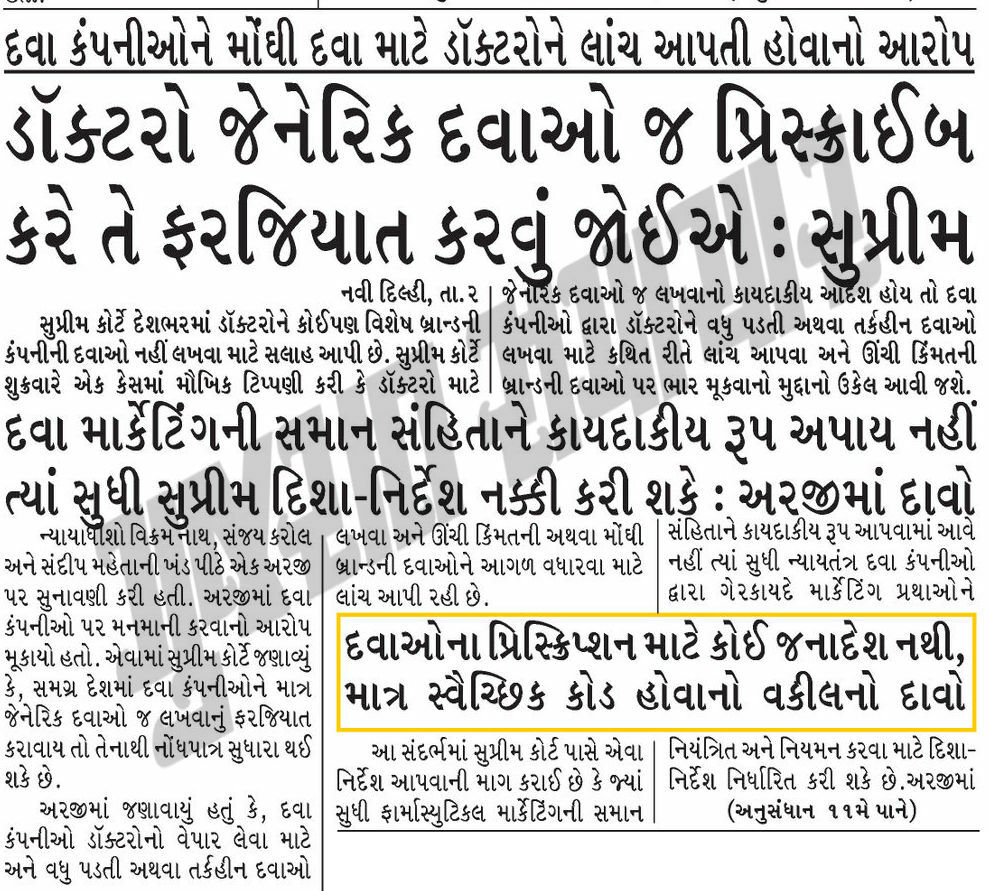 દવા કંપનીઓને મોંઘી દવા માટે ડૉક્ટરોને લાંચ આપતી હોવાનો આરોપ
ડૉક્ટરો જેનેરિક દવાઓ જ પ્રિસ્ક્રાઈબ
કરે તે ફરજિયાત કરવું જોઈએ : સુપ્રીમ
નવી દિલ્હી, તા.૨
સુપ્રીમ કોર્ટે દેશભરમાં ડૉક્ટરોને કોઈપણ વિશેષ બ્રાન્ડની
કંપનીની દવાઓ નહીં લખવા માટે સલાહ આપી છે. સુપ્રીમ કોર્ટે
શુક્રવારે એક કેસમાં મૌખિક ટિપ્પણી કરી કે ડૉક્ટરો માટે
જેનેરિક દવાઓ જ લખવાનો કાયદાકીય આદેશ હોય તો દવા
કંપનીઓ દ્વારા ડૉક્ટરોને વધુ પડતી અથવા તર્કહીન દવાઓ
લખવા માટે કથિત રીતે લાંચ આપવા અને ઊંચી કિંમતની
બ્રાન્ડની દવાઓ પર ભાર મૂકવાનો મુદ્દાનો ઉકેલ આવી જશે.
દવા માર્કેટિંગની સમાન સંહિતાને કાયદાકીય રૂપ અપાય નહીં
ત્યાં સુધી સુપ્રીમ દિશા-નિર્દેશ નક્કી કરી શકે : અરજીમાં દાવો
ન્યાયાધીશો વિક્રમ નાથ, સંજય કરોલ
અને સંદીપ મહેતાની ખંડ પીઠે એક અરજી
પર સુનાવણી કરી હતી. અરજીમાં દવા
કંપનીઓ પર મનમાની કરવાનો આરોપ
મૂકાયો હતો. એવામાં સુપ્રીમ કોર્ટે જણાવ્યું
કે, સમગ્ર દેશમાં દવા કંપનીઓને માત્ર
જેનેરિક દવાઓ જ લખવાનું ફરજિયાત
કરાવાય તો તેનાથી નોંધપાત્ર સુધારા થઈ
શકે છે.
અરજીમાં જણાવાયું હતું કે, દવા
કંપનીઓ ડૉક્ટરોનો વેપાર લેવા માટે
અને વધુ પડતી અથવા તર્કહીન દવાઓ
લખવા અને ઊંચી કિંમતની અથવા મોંઘી
બ્રાન્ડની દવાઓને આગળ વધારવા માટે
લાંચ આપી રહી છે.
દવાઓના પ્રિસ્ક્રિપ્શન માટે કોઈ જનાદેશ નથી,
માત્ર સ્વૈચ્છિક કોડ હોવાનો વકીલનો દાવો
આ સંદર્ભમાં સુપ્રીમ કોર્ટ પાસે એવા
નિર્દેશ આપવાની માગ કરાઈ છે કે જ્યાં
સુધી ફાર્માસ્યુટિકલ માર્કેટિંગની સમાન
સંહિતાને કાયદાકીય રૂપ આપવામાં આવે
નહીં ત્યાં સુધી ન્યાયતંત્ર દવા કંપનીઓ
દ્વારા ગેરકાયદે માર્કેટિંગ પ્રથાઓને
નિયંત્રિત અને નિયમન કરવા માટે દિશા-
નિર્દેશ નિર્ધારિત કરી શકે છે.અરજીમાં
(અનુસંધાન ૧૧મે પાને)
ગુજરાત સમાચાર